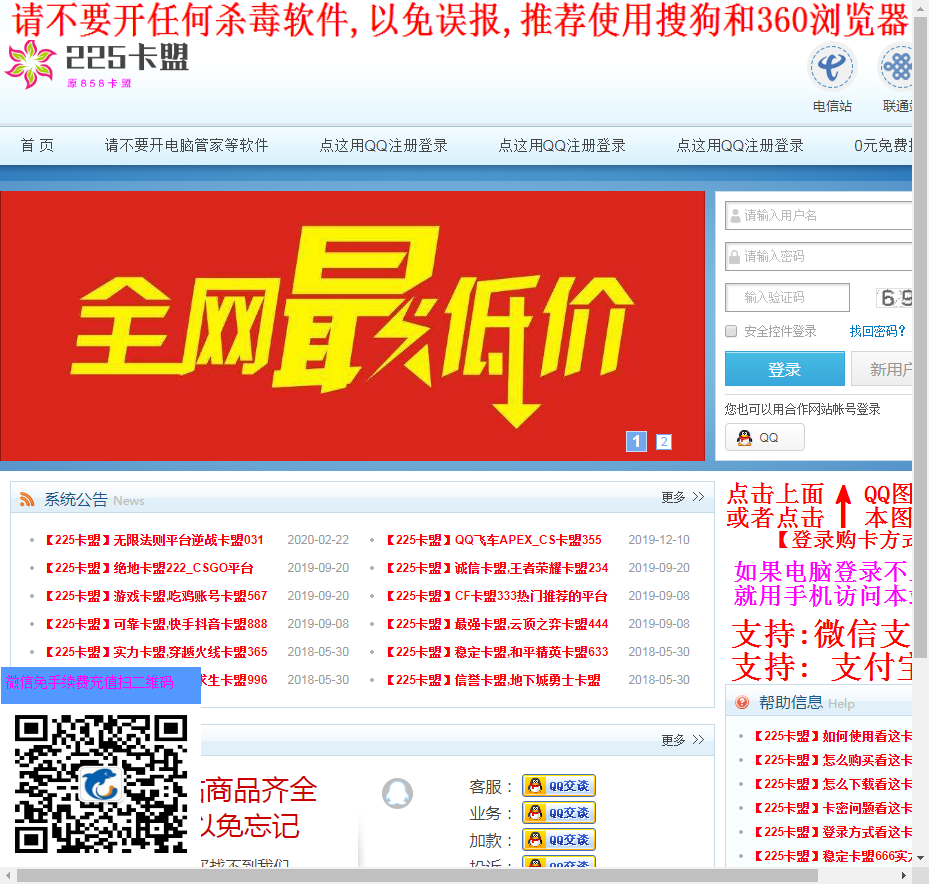 请不要开任何杀毒软件,以免误报,推荐使用搜狗和360浏览器
225卡盟
原858卡盟
电信站
联通
首 页
请不要开电脑管家等软件
点这用QQ注册登录
点这用QQ注册登录
点这用QQ注册登录
0元免费
全网最低价
1 2
请输入用户名
请输入密码
输入验证码
69
安全控件登录 找回密码?
登录 新用户
您也可以用合作网站帐号登录
QQ
系统公告 News 更多 >>
【225卡盟】无限法则平台逆战卡盟031 2020-02-22
【225卡盟】QQ飞车APEX_CS卡盟355 2019-12-10
【225卡盟】绝地卡盟222_CSGO平台 2019-09-20
【225卡盟】诚信卡盟,王者荣耀卡盟234 2019-09-20
【225卡盟】游戏卡盟,吃鸡账号卡盟567 2019-09-08
【225卡盟】CF卡盟333热门推荐的平台 2019-09-08
【225卡盟】可靠卡盟,快手抖音卡盟888 2019-09-08
【225卡盟】最强卡盟,云顶之弈卡盟444 2019-09-08
【225卡盟】实力卡盟,穿越火线卡盟365 2018-05-30
【225卡盟】稳定卡盟,和平精英卡盟633 2018-05-30
求生卡盟996 2018-05-30
【225卡盟】信誉卡盟,地下城勇士卡盟 2018-05-30
点击上面 QQ图
或者点击 本图
【登录购卡方式
如果电脑登录不
就用手机访问本
支持:微信支
支持: 支付宝
微信免手续费充值扫二维码
更多 >>
商品齐全
以免忘记
找不到我们
客服： QQ交谈
业务： QQ交谈
加款： QQ交谈
投诉： QQ交谈
帮助信息 Help
【225卡盟】如何使用看这卡
【225卡盟】怎么购买看这卡
【225卡盟】怎么下载看这卡
【225卡盟】卡密问题看这卡
【225卡盟】登录方式看这卡
【225卡盟】稳定卡盟666实